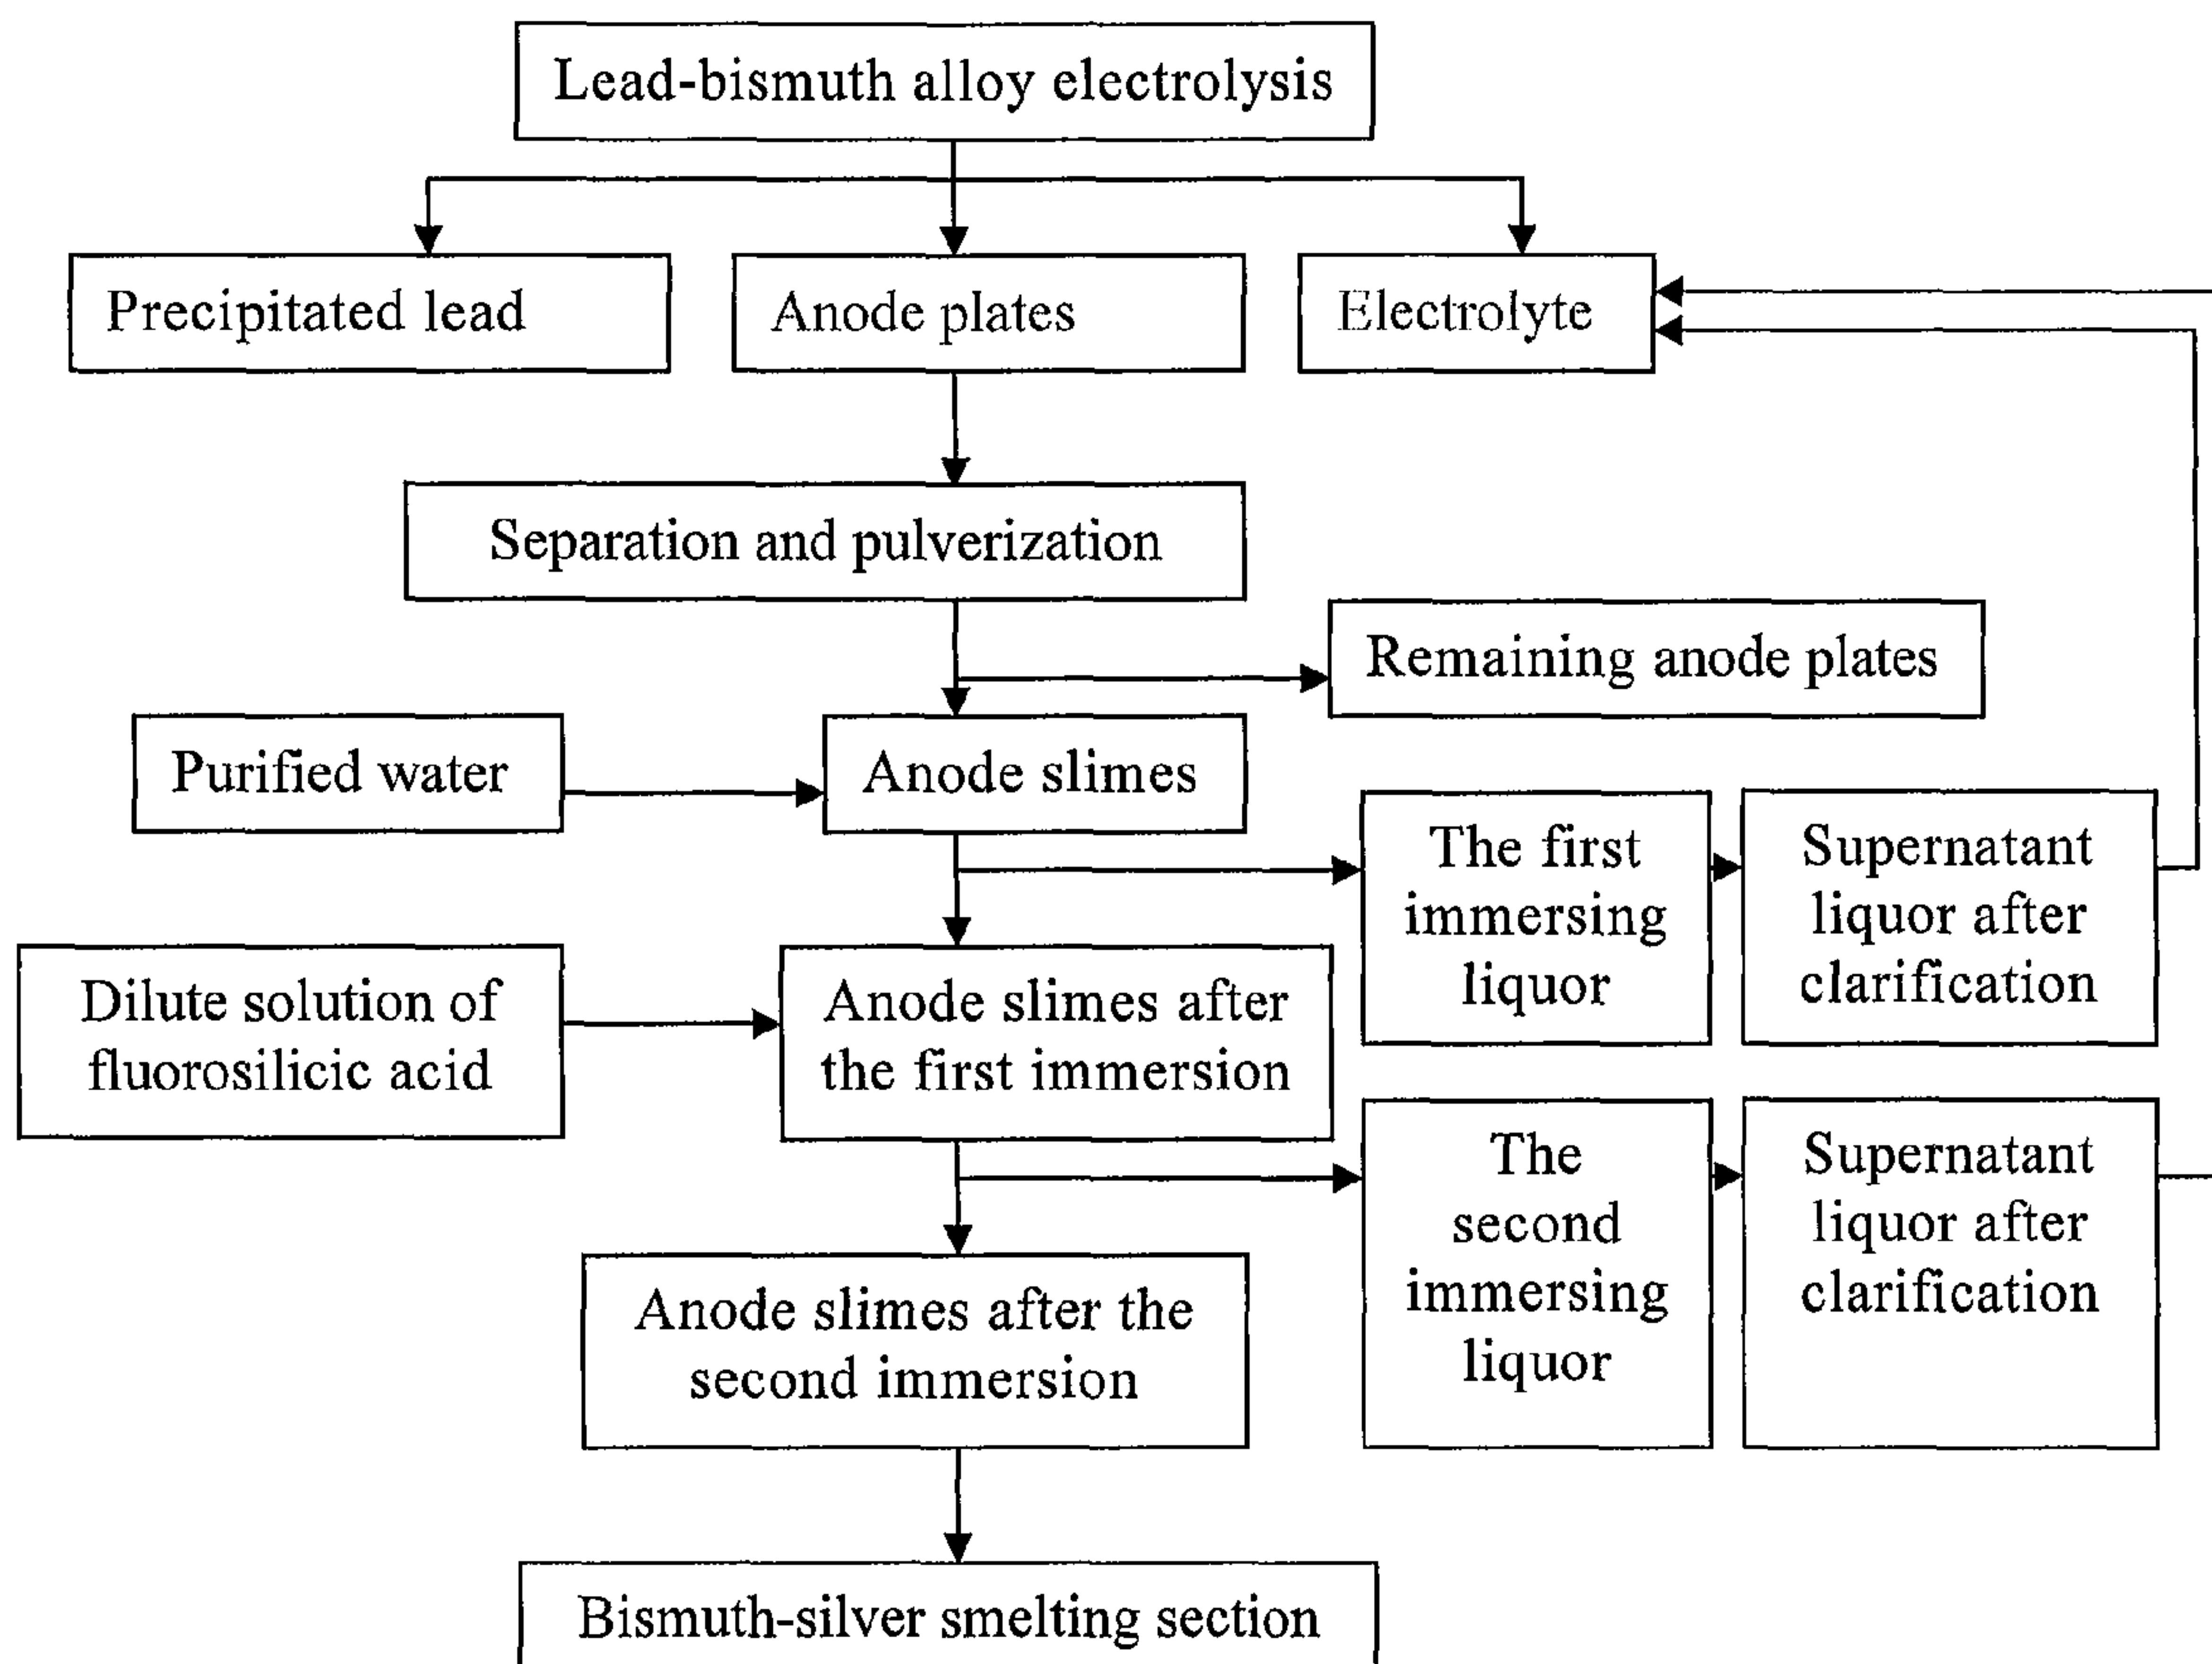 Lead-bismuth alloy electrolysis
Precipitated lead
Anode plates
Electrolyte
Separation and pulverization
Remaining anode plates
Purified water
Anode slimes
The first
immersing
liquor
Supernatant
liquor after
clarification
Dilute solution of
fluorosilicic acid
Anode slimes after
the first immersion
The
second
immersing
liquor
Supernatant
liquor after
clarification
Anode slimes after the
second immersion
Bismuth-silver smelting section